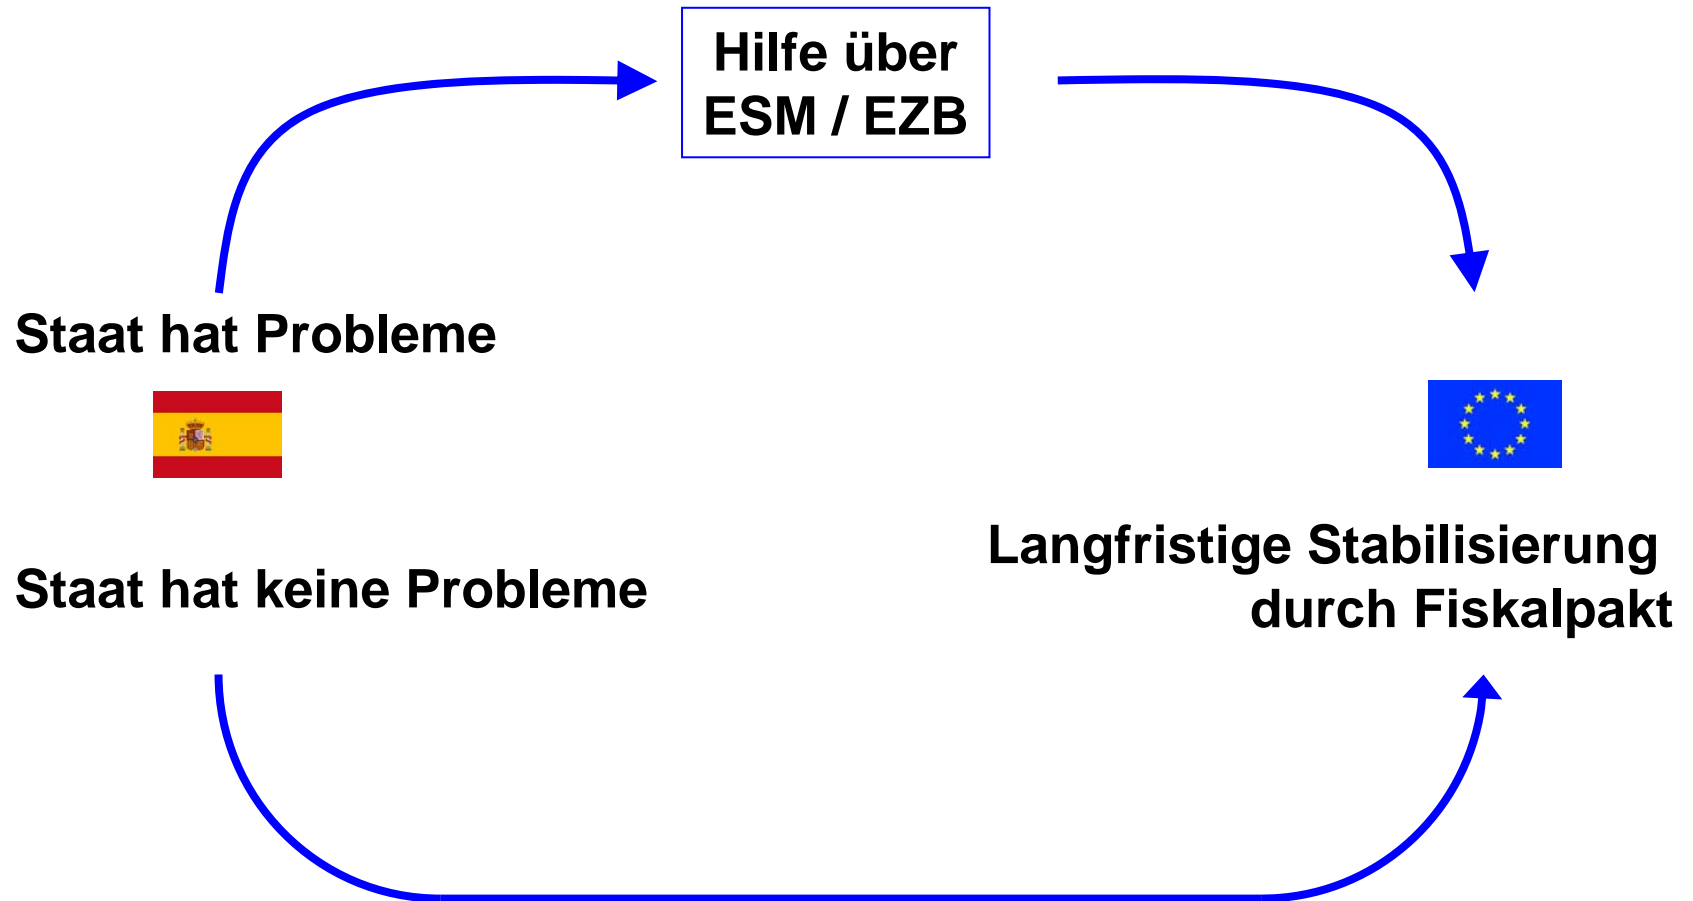 Hilfe über
ESM / EZB
Staat hat Probleme
Staat hat keine Probleme
Langfristige Stabilisierung
durch Fiskalpakt